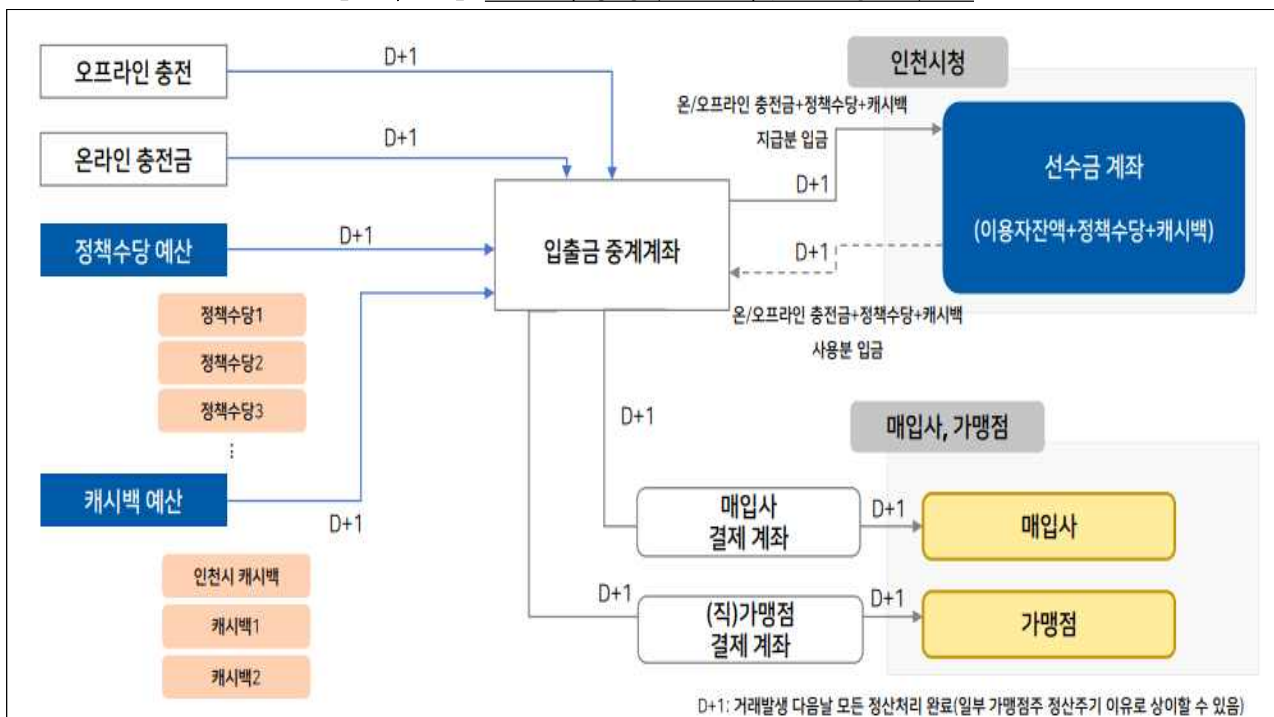 오프라인 충전
D+1
온라인 충전금
D+1
정책수당 예산
D+1
정책수당1
정책수당2
정책수당3
⋮
캐시백 예산
D+1
인천시 캐시백
캐시백1
캐시백2
입출금 중계계좌
온/오프라인 충전금+정책수당+캐시백
지급분 입금
D+1
인천시청
선수금 계좌
(이용자잔액+정책수당+캐시백)
D+1
온/오프라인 충전금+정책수당+캐시백
사용분 입금
D+1
매입사, 가맹점
매입사
결제 계좌
D+1
매입사
D+1
(직)가맹점
결제 계좌
D+1
가맹점
D+1: 거래발생 다음날 모든 정산처리 완료(일부 가맹점주 정산주기 이유로 상이할 수 있음)